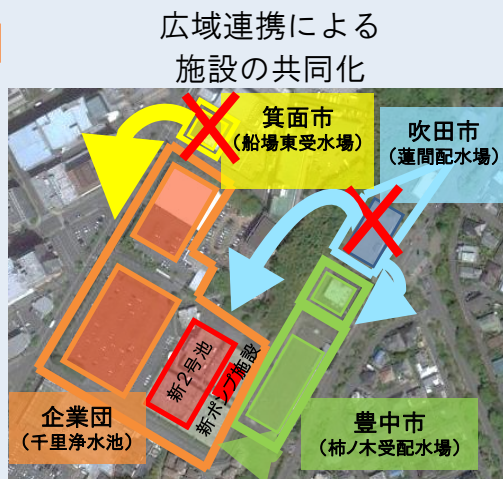 広域連携による
施設の共同化
箕面市
(船場東受水場)
吹田市
(蓮間配水場)
新2号池
新ポンプ施設
企業団
(千里浄水池)
豊中市
(柿ノ木受配水場)